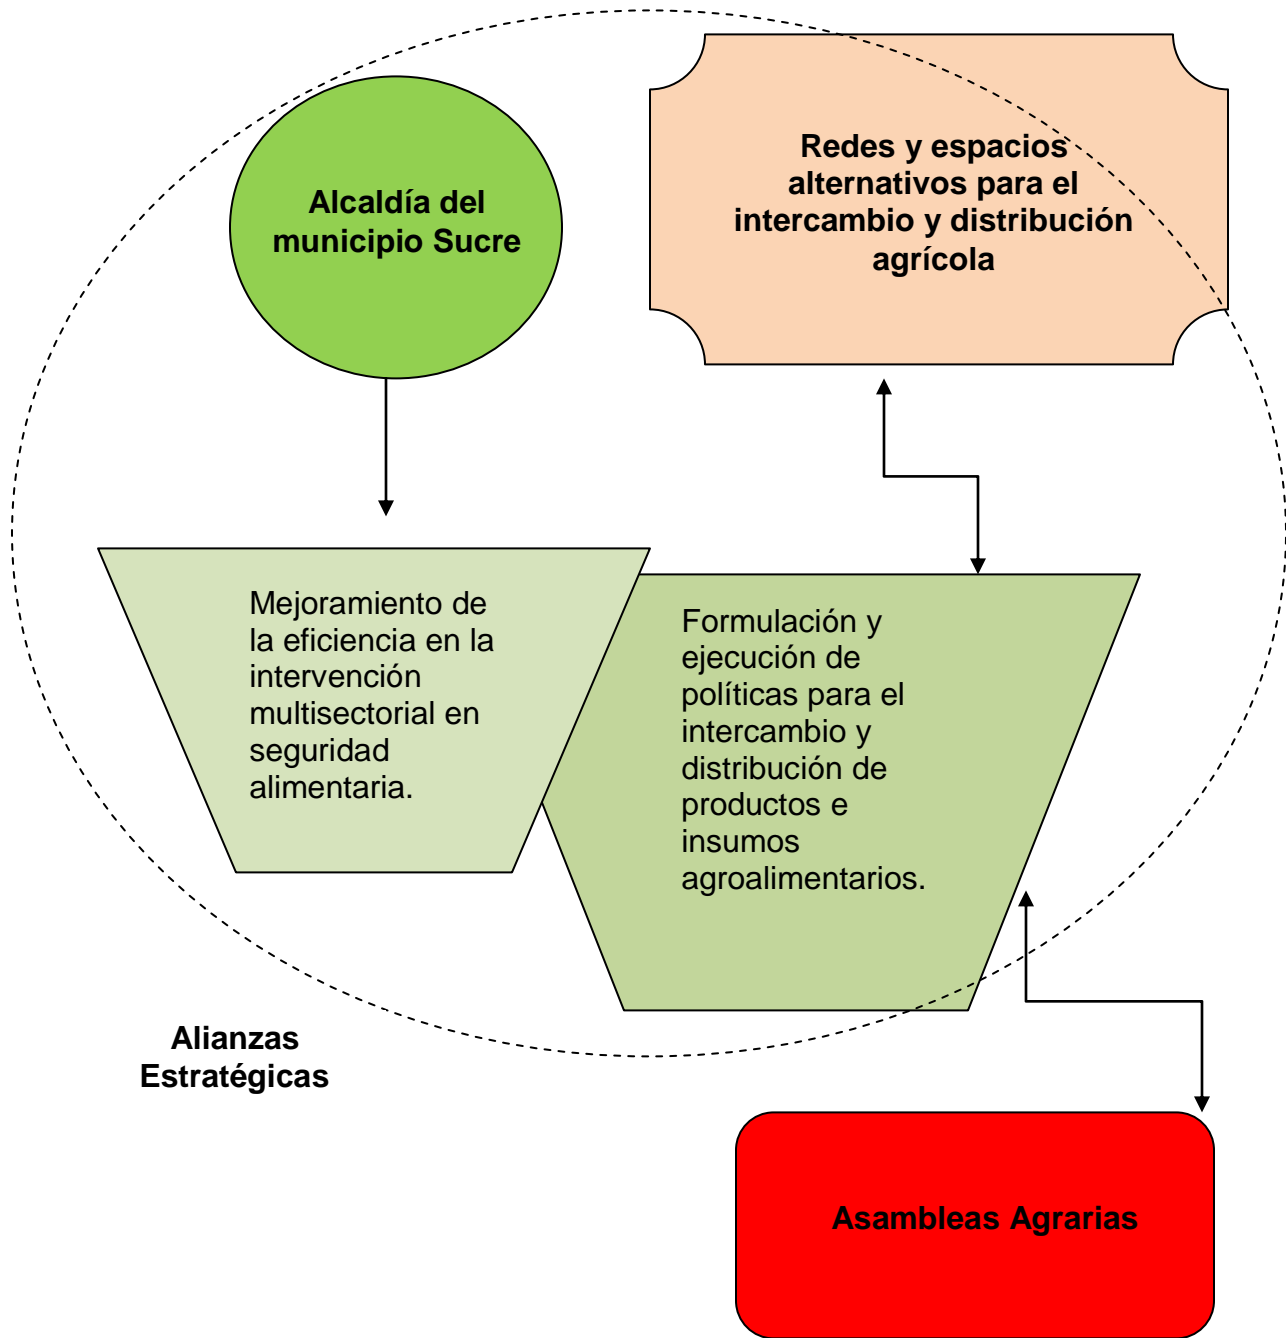 Alcaldía del
municipio Sucre
Redes y espacios
alternativos para el
intercambio y distribución
agrícola
Mejoramiento de
la eficiencia en la
intervención
multisectorial en
seguridad
alimentaria.
Formulación y
ejecución de
políticas para el
intercambio y
distribución de
productos e
insumos
agroalimentarios.
Alianzas
Estratégicas
Asambleas Agrarias